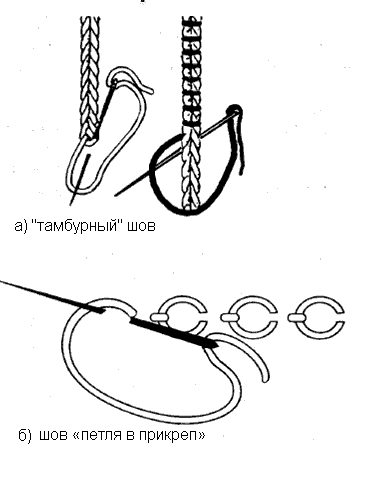 а) "тамбурный" шов
б) шов «петля в прикреп»